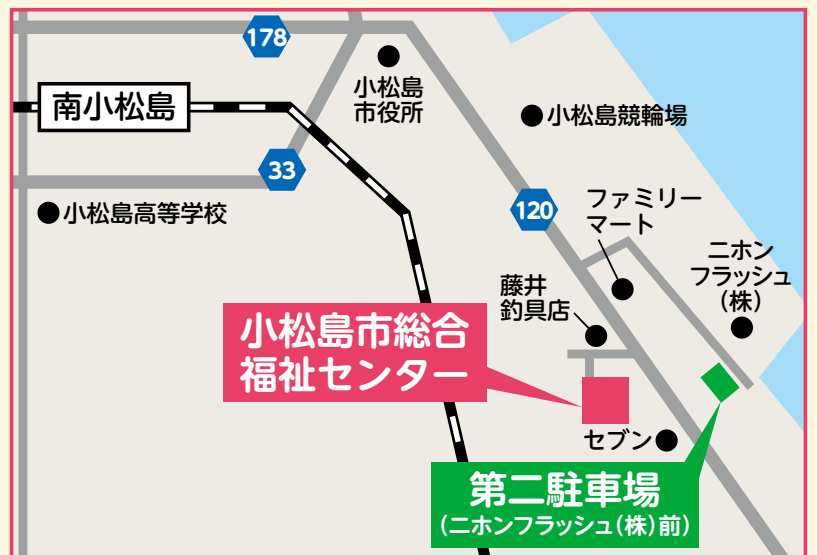 178
小松島
市役所
南小松島
小松島競輪場
33
ファミリー
マート
120
小松島高等学校
ニホン
フラッシュ
(株)
藤井
釣具店
小松島市総合
福祉センター
セブン
第二駐車場
(ニホンフラッシュ(株)前)